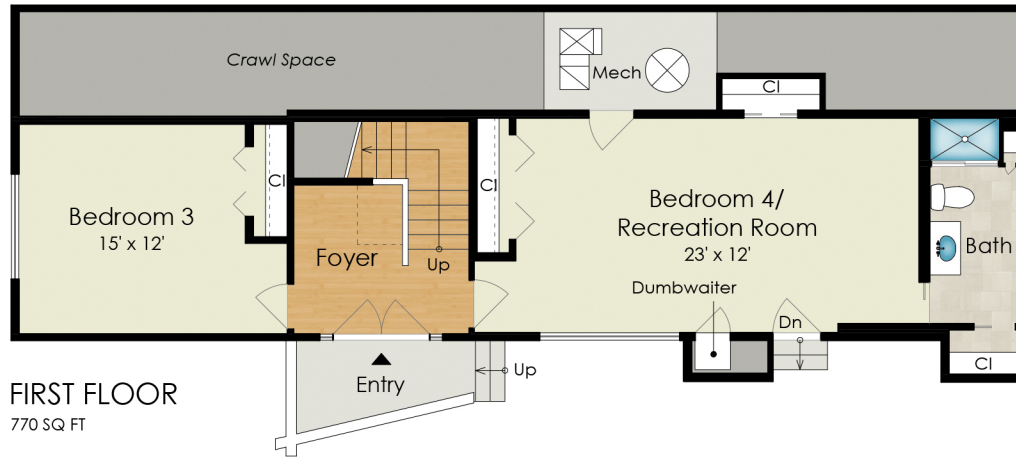 Crawl Space
Mech
Cl
Bedroom 3
15' x 12'
Cl
Foyer
Up
Cl
Bedroom 4/
Recreation Room
23' x 12'
Dumbwaiter
Dn
Bath
Cl
Entry
Up
FIRST FLOOR
770 SQ FT